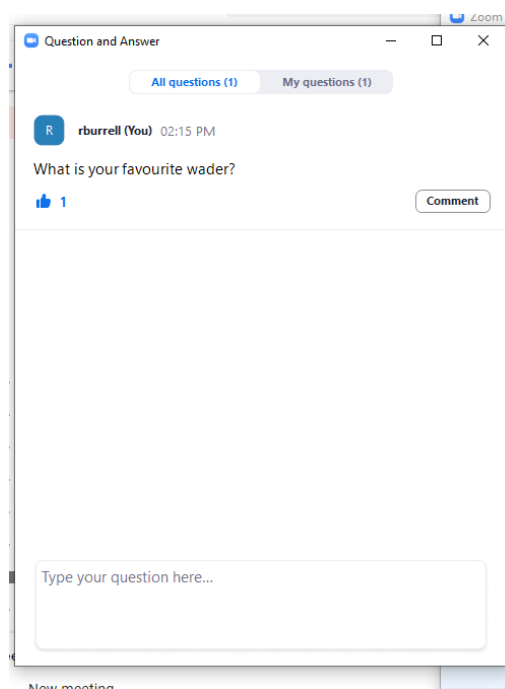 Zoom
Question and Answer
All questions (1) My questions (1)
R rburrell (You) 02:15 PM
What is your favourite wader?
1 Comment
Type your question here...
New meeting